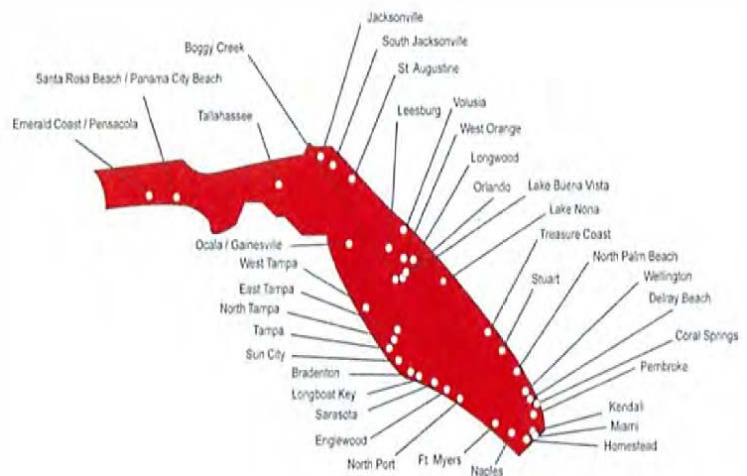 Jacksonville
South Jacksonville
Boggy Creek
St. Augustine
Santa Rosa Beach / Panama City Beach
Volusia
Leesburg
Tallahassee
Emerald Coast / Pensacola
West Orange
Longwood
Orlando
Lake Buena Vista
Lake Nona
Treasure Coast
Ocala / Gainesville
North Palm Beach
West Tampa
Wellington
Stuart
East Tampa
Delray Beach
North Tampa
Tampa
Coral Springs
Sun City
Pembroke
Bradenton
Longboat Key
Kendall
Sarasota
Miami
Englewood
Homestead
North Port
Ft. Myers
Naples